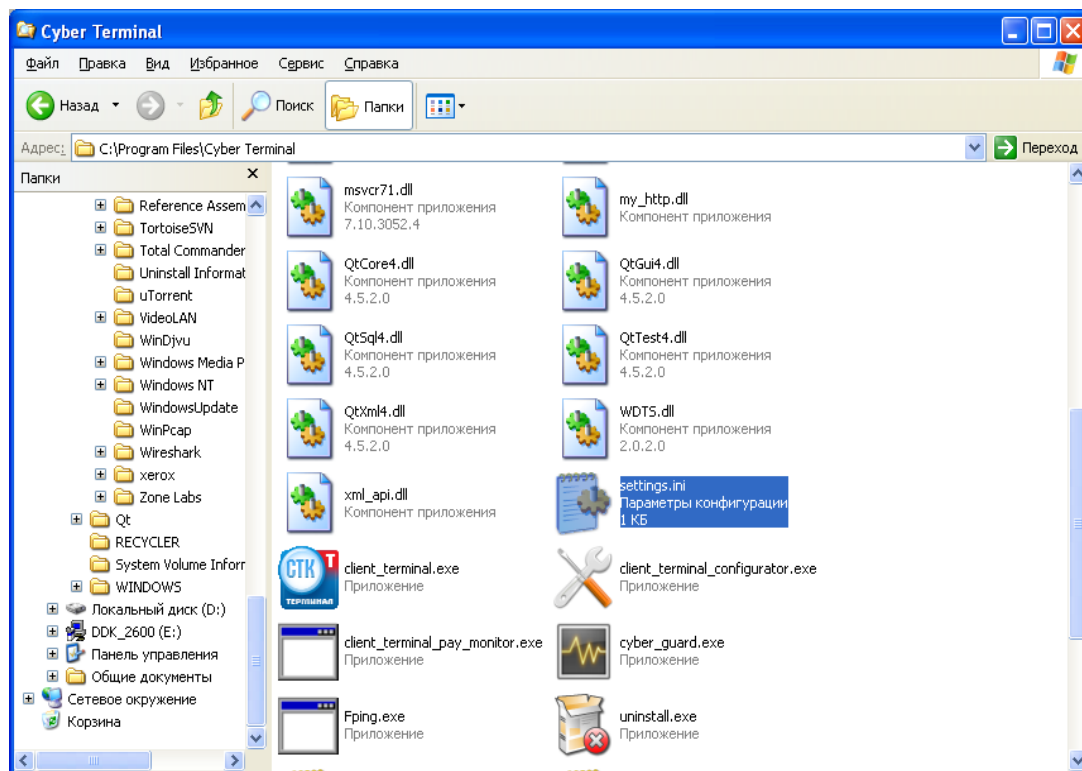 Cyber Terminal
Файл Правка Вид Избранное Сервис Справка
Назад Поиск Папки
Адрес: C:\Program Files\Cyber Terminal Переход
Папки
Reference Assem
TortoiseSVN
Total Commander
Uninstall Informat
uTorrent
VideoLAN
WinDjvu
Windows Media P
Windows NT
WindowsUpdate
WinPcap
Wireshark
xerox
Zone Labs
Qt
RECYCLER
System Volume Inforr
WINDOWS
Локальный диск (D:)
DDK_2600 (E:)
Панель управления
Общие документы
Сетевое окружение
Корзина
msvcr71.dll
Компонент приложения
7.10.3052.4
my_http.dll
Компонент приложения
QtCore4.dll
Компонент приложения
4.5.2.0
QtGui4.dll
Компонент приложения
4.5.2.0
QtSql4.dll
Компонент приложения
4.5.2.0
QtTest4.dll
Компонент приложения
4.5.2.0
QtXml4.dll
Компонент приложения
4.5.2.0
WDTS.dll
Компонент приложения
2.0.2.0
xml_api.dll
Компонент приложения
settings.ini
Параметры конфигурации
1 КБ
СТК Т
ТЕРМИНАЛ
client_terminal.exe
Приложение
client_terminal_configurator.exe
Приложение
client_terminal_pay_monitor.exe
Приложение
cyber_guard.exe
Приложение
Fping.exe
Приложение
uninstall.exe
Приложение